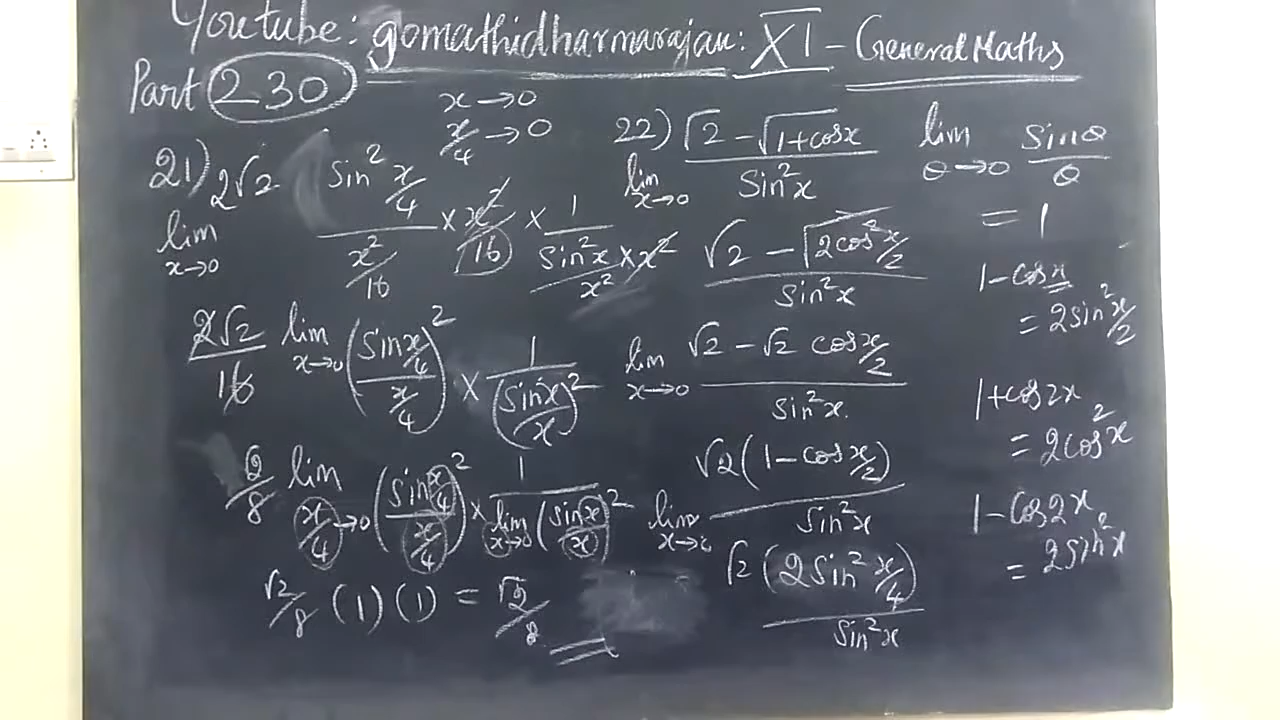 Youtube: gomathidharmarajan: XI - General Maths
Part 230
x→0
x/4→0
21) 2√2 lim x→0 (sin² x/4)/(x²/16) × x²/16 × 1/((sin²x/x²) × x²)
2√2/16 lim x→0 ((sin x/4)/(x/4))² × 1/((sin x)/x)²
√2/8 lim x/4→0 ((sin x/4)/(x/4))² × 1/(lim x→0 ((sin x)/x)²)
√2/8 (1)(1) = √2/8
22) lim x→0 (√2 - √(1+cosx))/(Sin²x)
(√2 - √(2cos² x/2))/(sin²x)
lim x→0 (√2 - √2 cos x/2)/(sin²x.)
lim x→0 (√2(1-cos x/2))/(sin²x)
(√2(2Sin² x/4))/(Sin²x)
lim θ→0 (Sinθ)/θ
= 1
1-cosx
= 2sin² x/2
1+cos2x
= 2cos²x
1-Cos2x
= 2sin²x